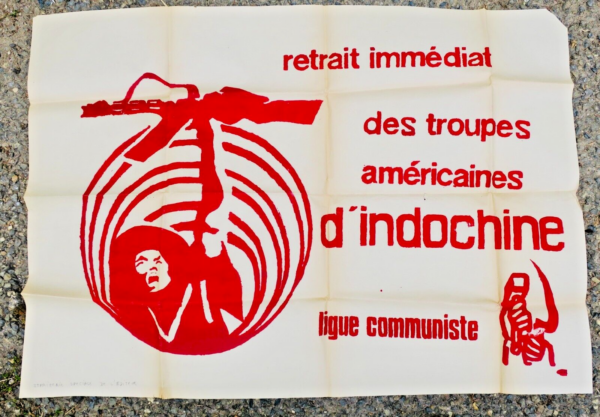 retrait immédiat
des troupes
américaines
d'indochine
ligue communiste